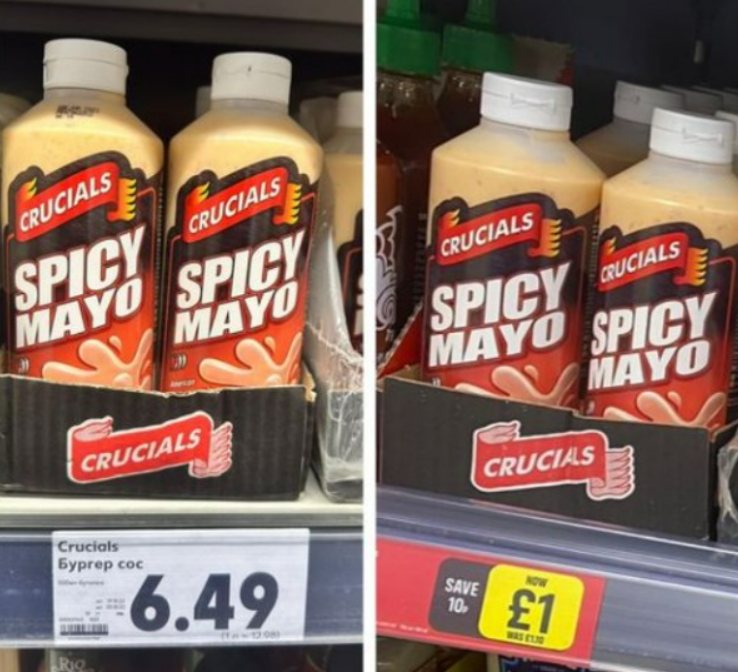 CRUCIALS
SPICY
MAYO
CRUCIALS
SPICY
MAYO
American
CRUCIALS
Crucials
Бургер сос
6.49
CRUCIALS
SPICY
MAYO
CRUCIALS
SPICY
MAYO
CRUCIALS
SAVE
10p
NOW
£1
WAS £1.10